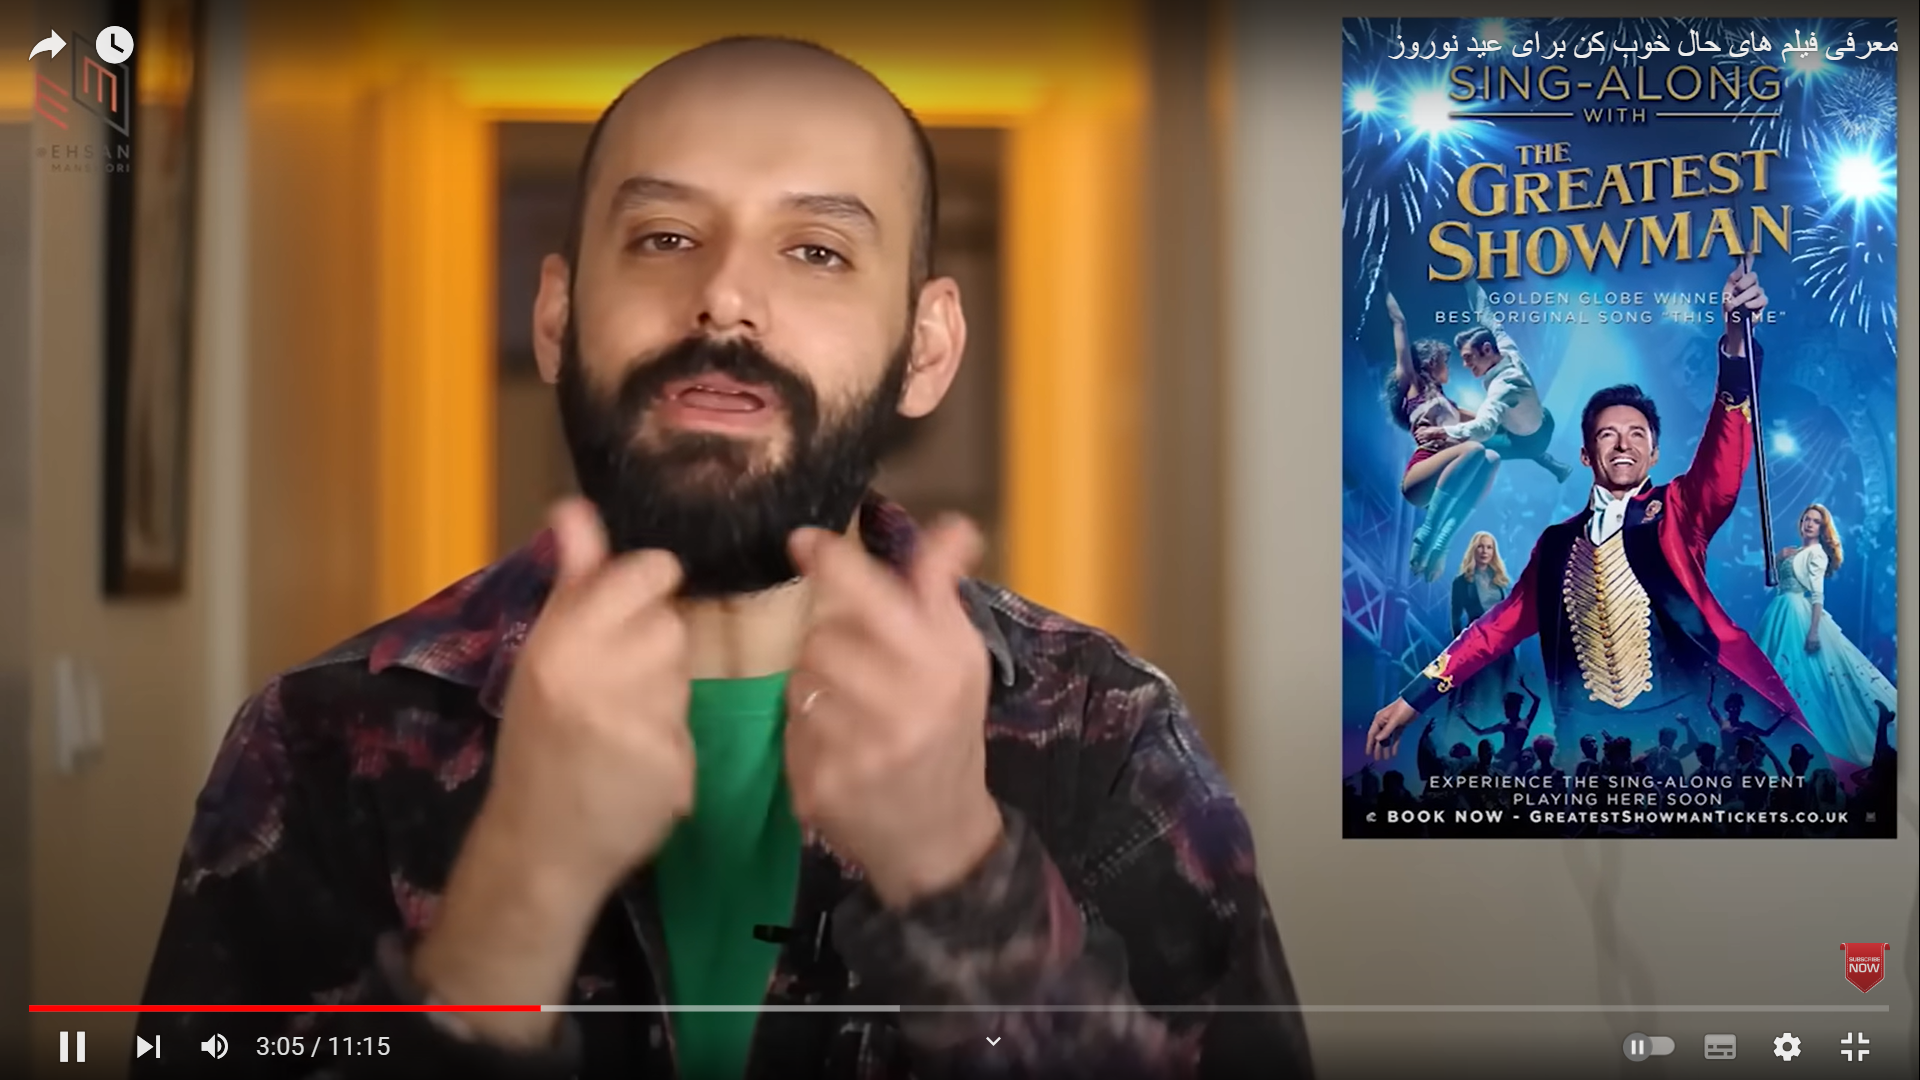 معرفی فیلم های حال خوب کن برای عید نوروز
EHSAN
MANSOORI
SING-ALONG
WITH
THE
GREATEST
SHOWMAN
GOLDEN GLOBE WINNER
BEST ORIGINAL SONG "THIS IS ME"
EXPERIENCE THE SING-ALONG EVENT
PLAYING HERE SOON
BOOK NOW - GREATESTSHOWMANTICKETS.CO.UK
SUBSCRIBE
NOW
3:05 / 11:15